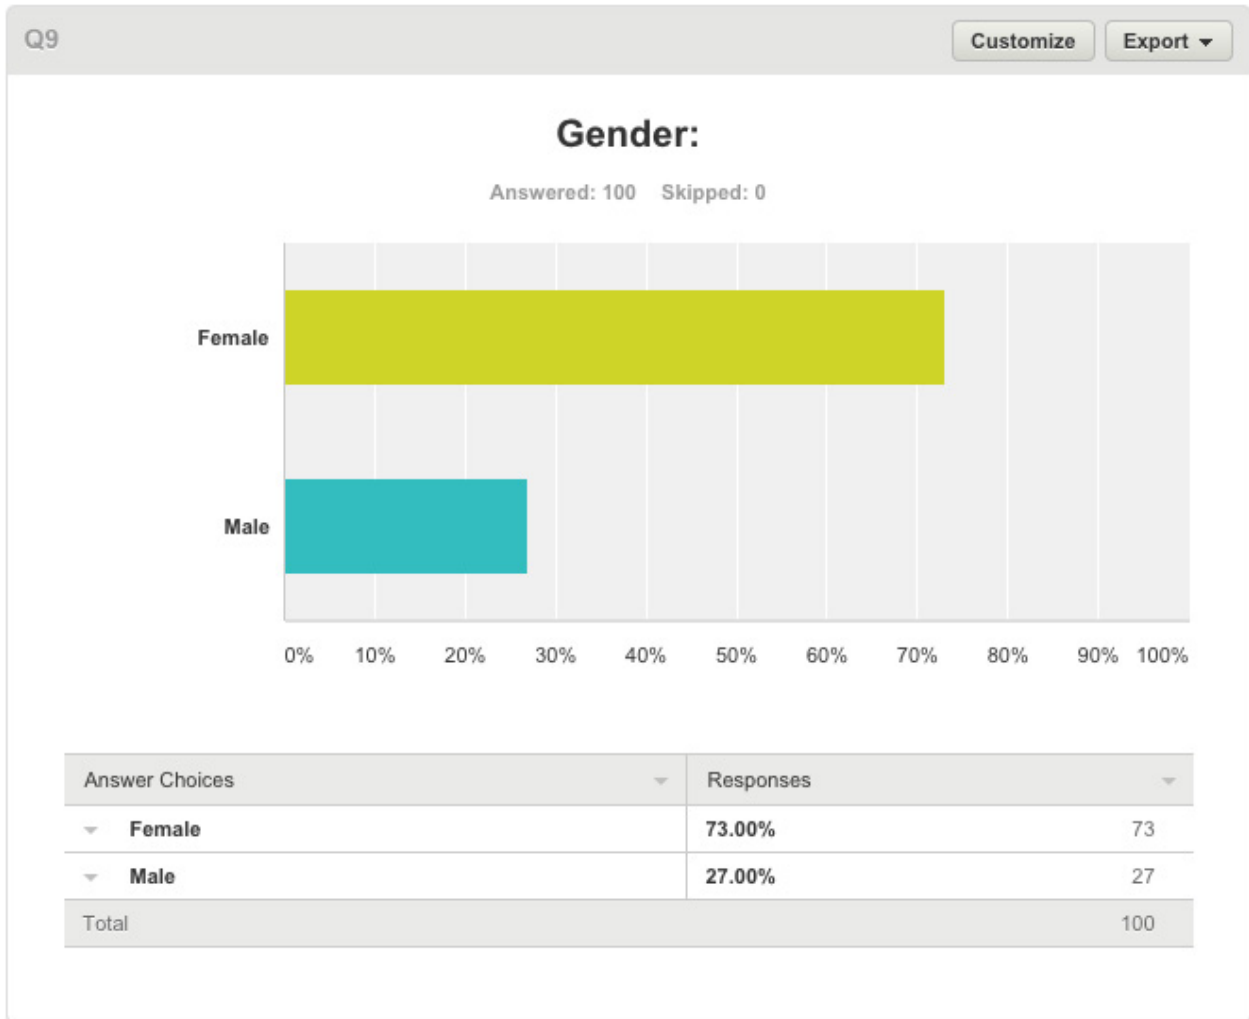 Q9 Customize Export
Gender:
Answered: 100 Skipped: 0
Female
Male
0% 10% 20% 30% 40% 50% 60% 70% 80% 90% 100%
Answer Choices Responses
Female 73.00% 73
Male 27.00% 27
Total 100